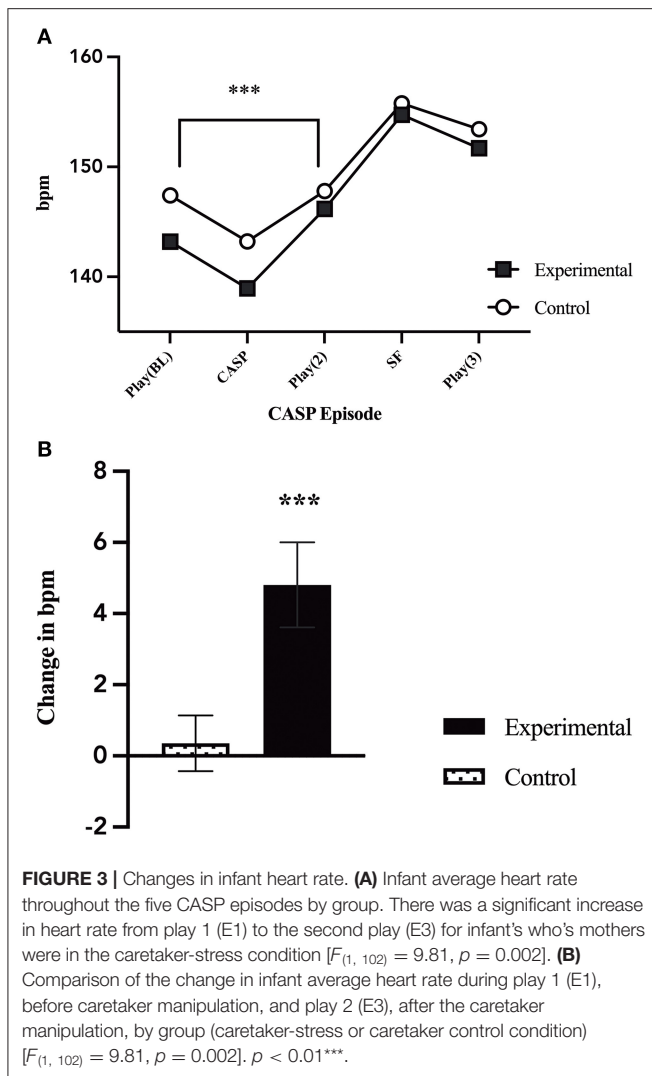 A
160
***
150
bpm
140
Experimental
Control
Play(BL)
CASP
Play(2)
SF
Play(3)
CASP Episode
B
8
***
6
4
Change in bpm
2
Experimental
0
Control
-2
FIGURE 3 | Changes in infant heart rate. (A) Infant average heart rate
throughout the five CASP episodes by group. There was a significant increase
in heart rate from play 1 (E1) to the second play (E3) for infant's who's mothers
were in the caretaker-stress condition [F(1, 102) = 9.81, p = 0.002]. (B)
Comparison of the change in infant average heart rate during play 1 (E1),
before caretaker manipulation, and play 2 (E3), after the caretaker
manipulation, by group (caretaker-stress or caretaker control condition)
[F(1, 102) = 9.81, p = 0.002]. p < 0.01***.